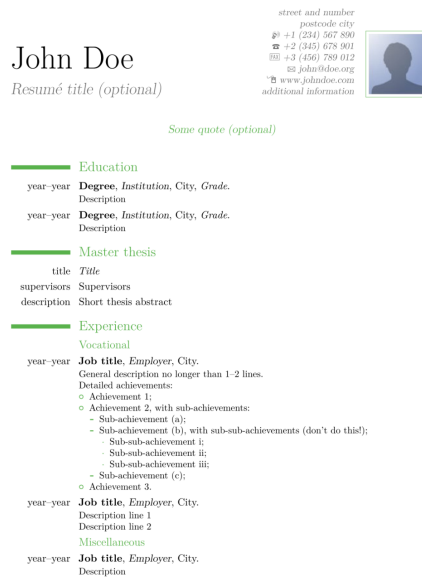 John Doe
Resumé title (optional)
street and number
postcode city
+1 (234) 567 890
+2 (345) 678 901
+3 (456) 789 012
john@doe.org
www.johndoe.com
additional information
Some quote (optional)
Education
year–year Degree, Institution, City, Grade.
Description
year–year Degree, Institution, City, Grade.
Description
Master thesis
title Title
supervisors Supervisors
description Short thesis abstract
Experience
Vocational
year–year Job title, Employer, City.
General description no longer than 1–2 lines.
Detailed achievements:
Achievement 1;
Achievement 2, with sub-achievements:
- Sub-achievement (a);
- Sub-achievement (b), with sub-sub-achievements (don't do this!);
· Sub-sub-achievement i;
· Sub-sub-achievement ii;
· Sub-sub-achievement iii;
- Sub-achievement (c);
Achievement 3.
year–year Job title, Employer, City.
Description line 1
Description line 2
Miscellaneous
year–year Job title, Employer, City.
Description